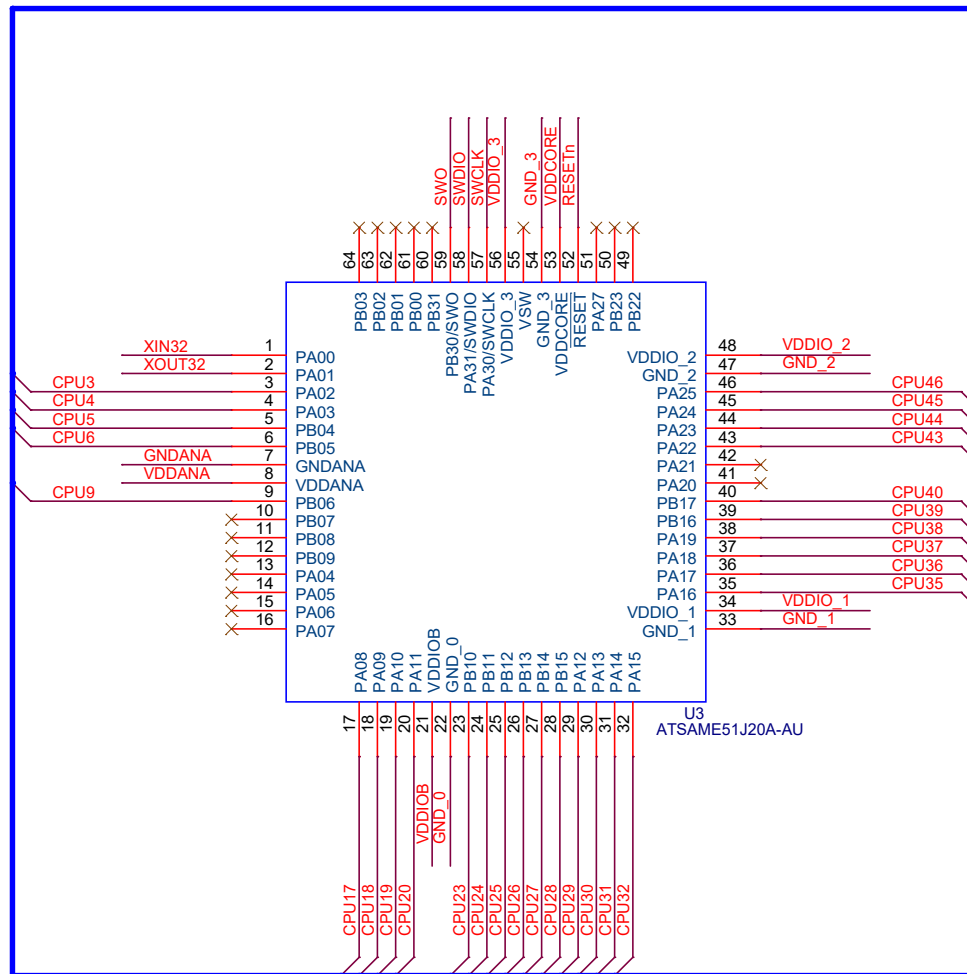 SWO
SWDIO
SWCLK
VDDIO_3
GND_3
VDDCORE
RESETn
64
63
62
61
60
59
58
57
56
55
54
53
52
51
50
49
PB03
PB02
PB01
PB00
PB31
PB30/SWO
PA31/SWDIO
PA30/SWCLK
VDDIO_3
VSW
GND_3
VDDCORE
RESET
PA27
PB23
PB22
XIN32 1 PA00
XOUT32 2 PA01
CPU3 3 PA02
CPU4 4 PA03
CPU5 5 PB04
CPU6 6 PB05
GNDANA 7 GNDANA
VDDANA 8 VDDANA
CPU9 9 PB06
10 PB07
11 PB08
12 PB09
13 PA04
14 PA05
15 PA06
16 PA07
VDDIO_2 48 VDDIO_2
GND_2 47 GND_2
PA25 46 CPU46
PA24 45 CPU45
PA23 44 CPU44
PA22 43 CPU43
PA21 42
PA20 41
PB17 40 CPU40
PB16 39 CPU39
PA19 38 CPU38
PA18 37 CPU37
PA17 36 CPU36
PA16 35 CPU35
VDDIO_1 34 VDDIO_1
GND_1 33 GND_1
PA08
PA09
PA10
PA11
VDDIOB
GND_0
PB10
PB11
PB12
PB13
PB14
PB15
PA12
PA13
PA14
PA15
17
18
19
20
21
22
23
24
25
26
27
28
29
30
31
32
U3
ATSAME51J20A-AU
VDDIOB
GND_0
CPU17
CPU18
CPU19
CPU20
CPU23
CPU24
CPU25
CPU26
CPU27
CPU28
CPU29
CPU30
CPU31
CPU32